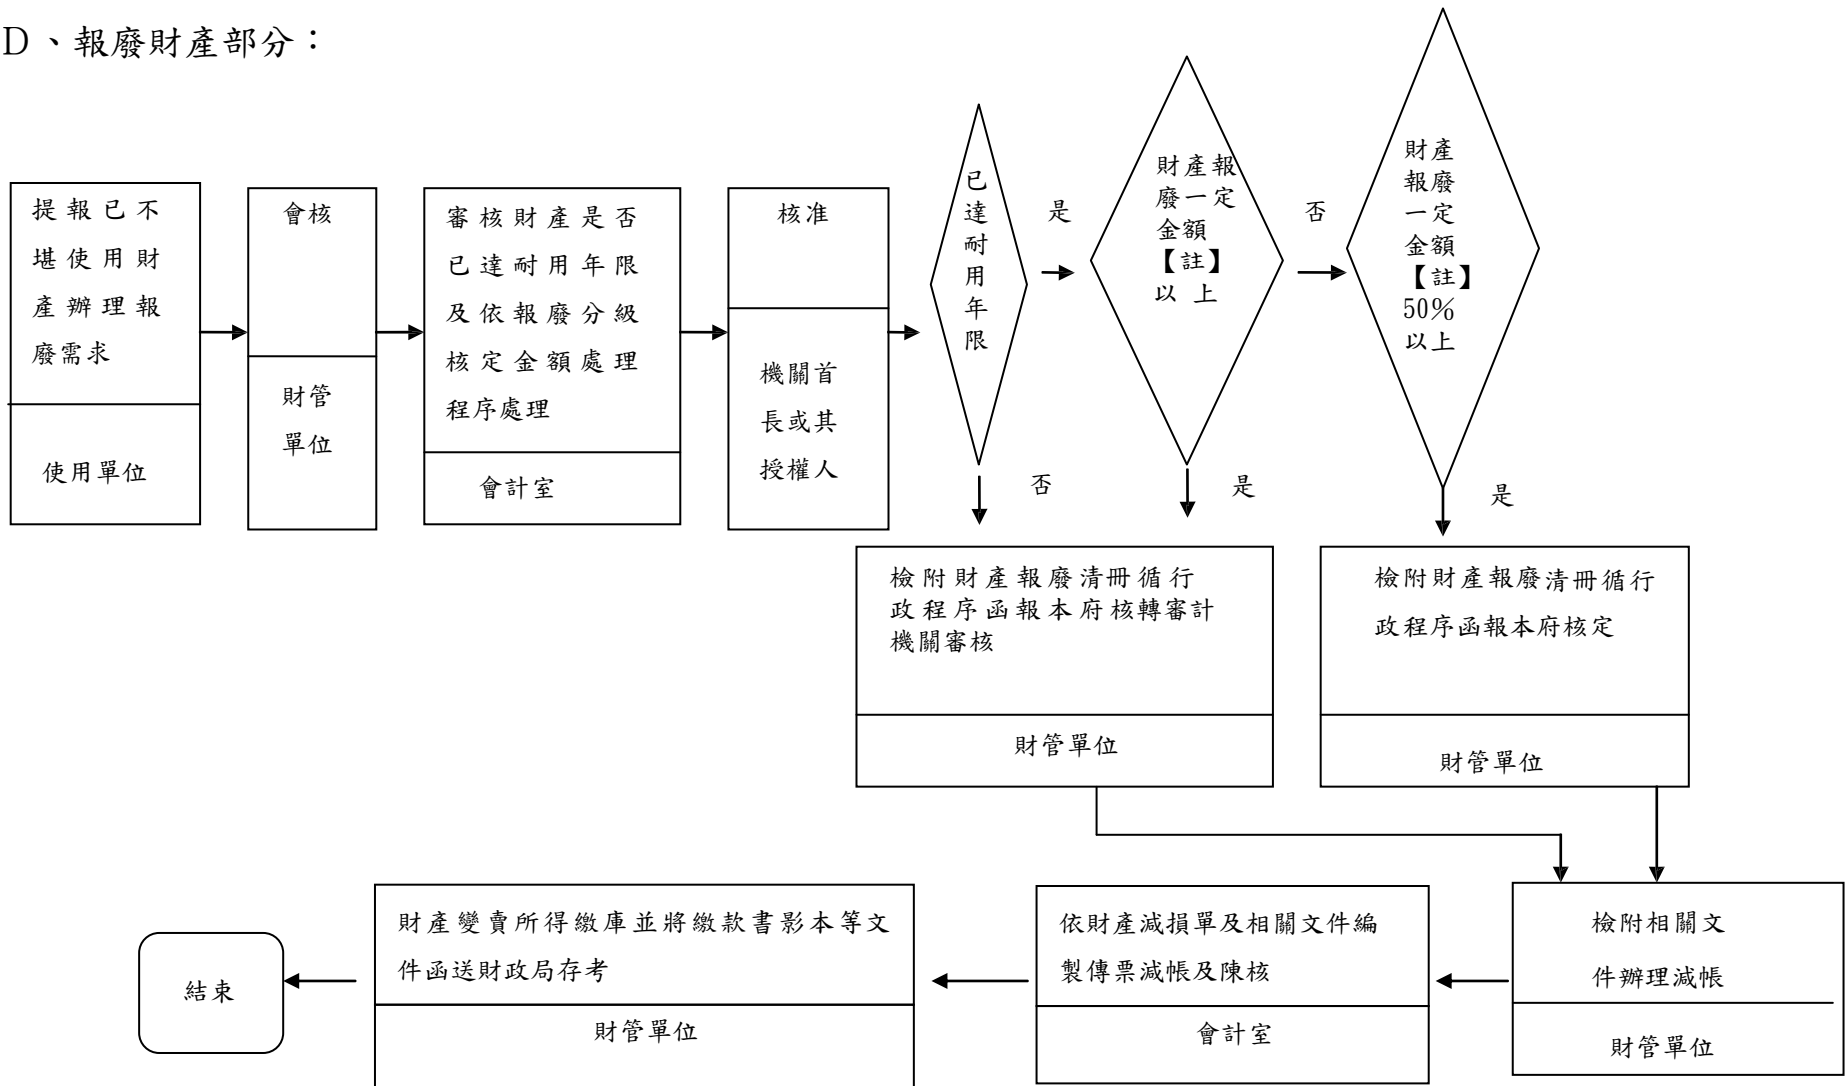 D、報廢財產部分：
提報已不
堪使用財
產辦理報
廢需求
使用單位
會核
財管
單位
審核財產是否
已達耐用年限
及依報廢分級
核定金額處理
程序處理
會計室
核准
機關首
長或其
授權人
已
達
耐
用
年
限
是
否
財產報
廢一定
金額
【註】
以上
否
是
財產
報廢
一定
金額
【註】
50%
以上
是
檢附財產報廢清冊循行
政程序函報本府核轉審計
機關審核
財管單位
檢附財產報廢清冊循行
政程序函報本府核定
財管單位
檢附相關文
件辦理減帳
財管單位
依財產減損單及相關文件編
製傳票減帳及陳核
會計室
財產變賣所得繳庫並將繳款書影本等文
件函送財政局存考
財管單位
結束